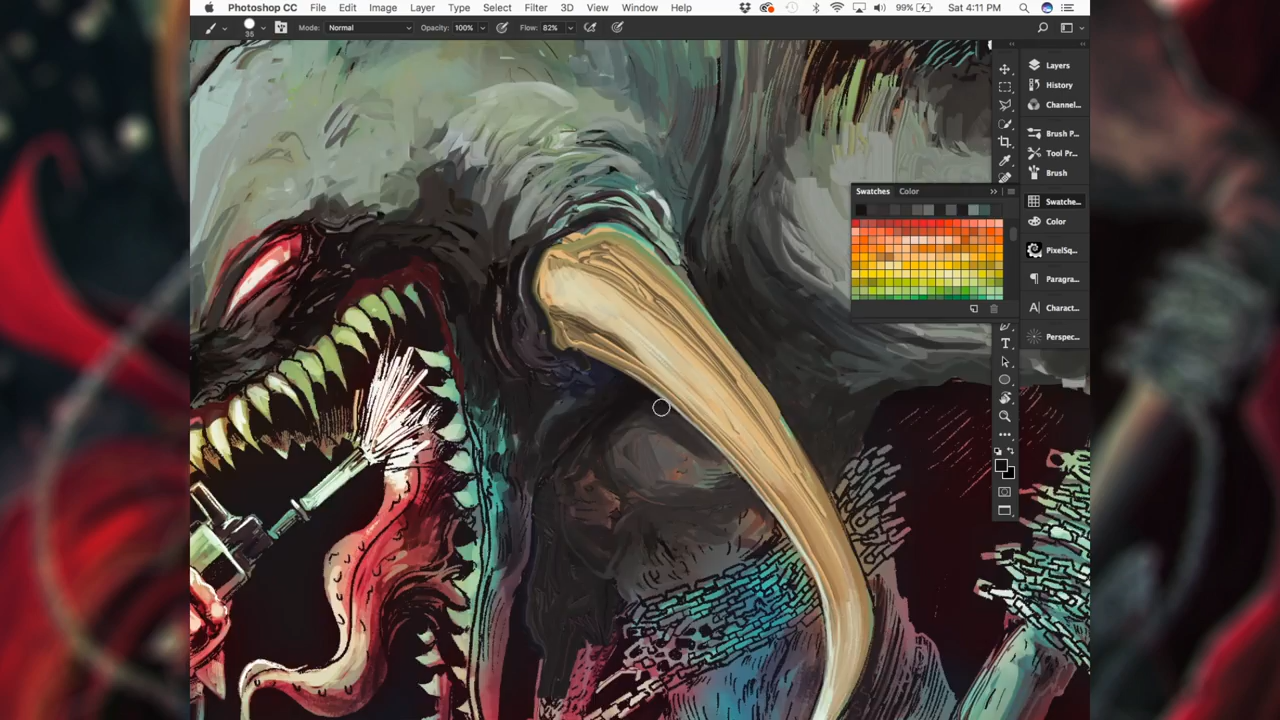 Photoshop CC File Edit Image Layer Type Select Filter 3D View Window Help 99% Sat 4:11 PM
35 Mode: Normal Opacity: 100% Flow: 82%
Layers
History
Channel...
Brush P...
Tool Pr...
Brush
Swatches Color
Swatche...
Color
PixelSq...
Paragra...
Charact...
Perspec...